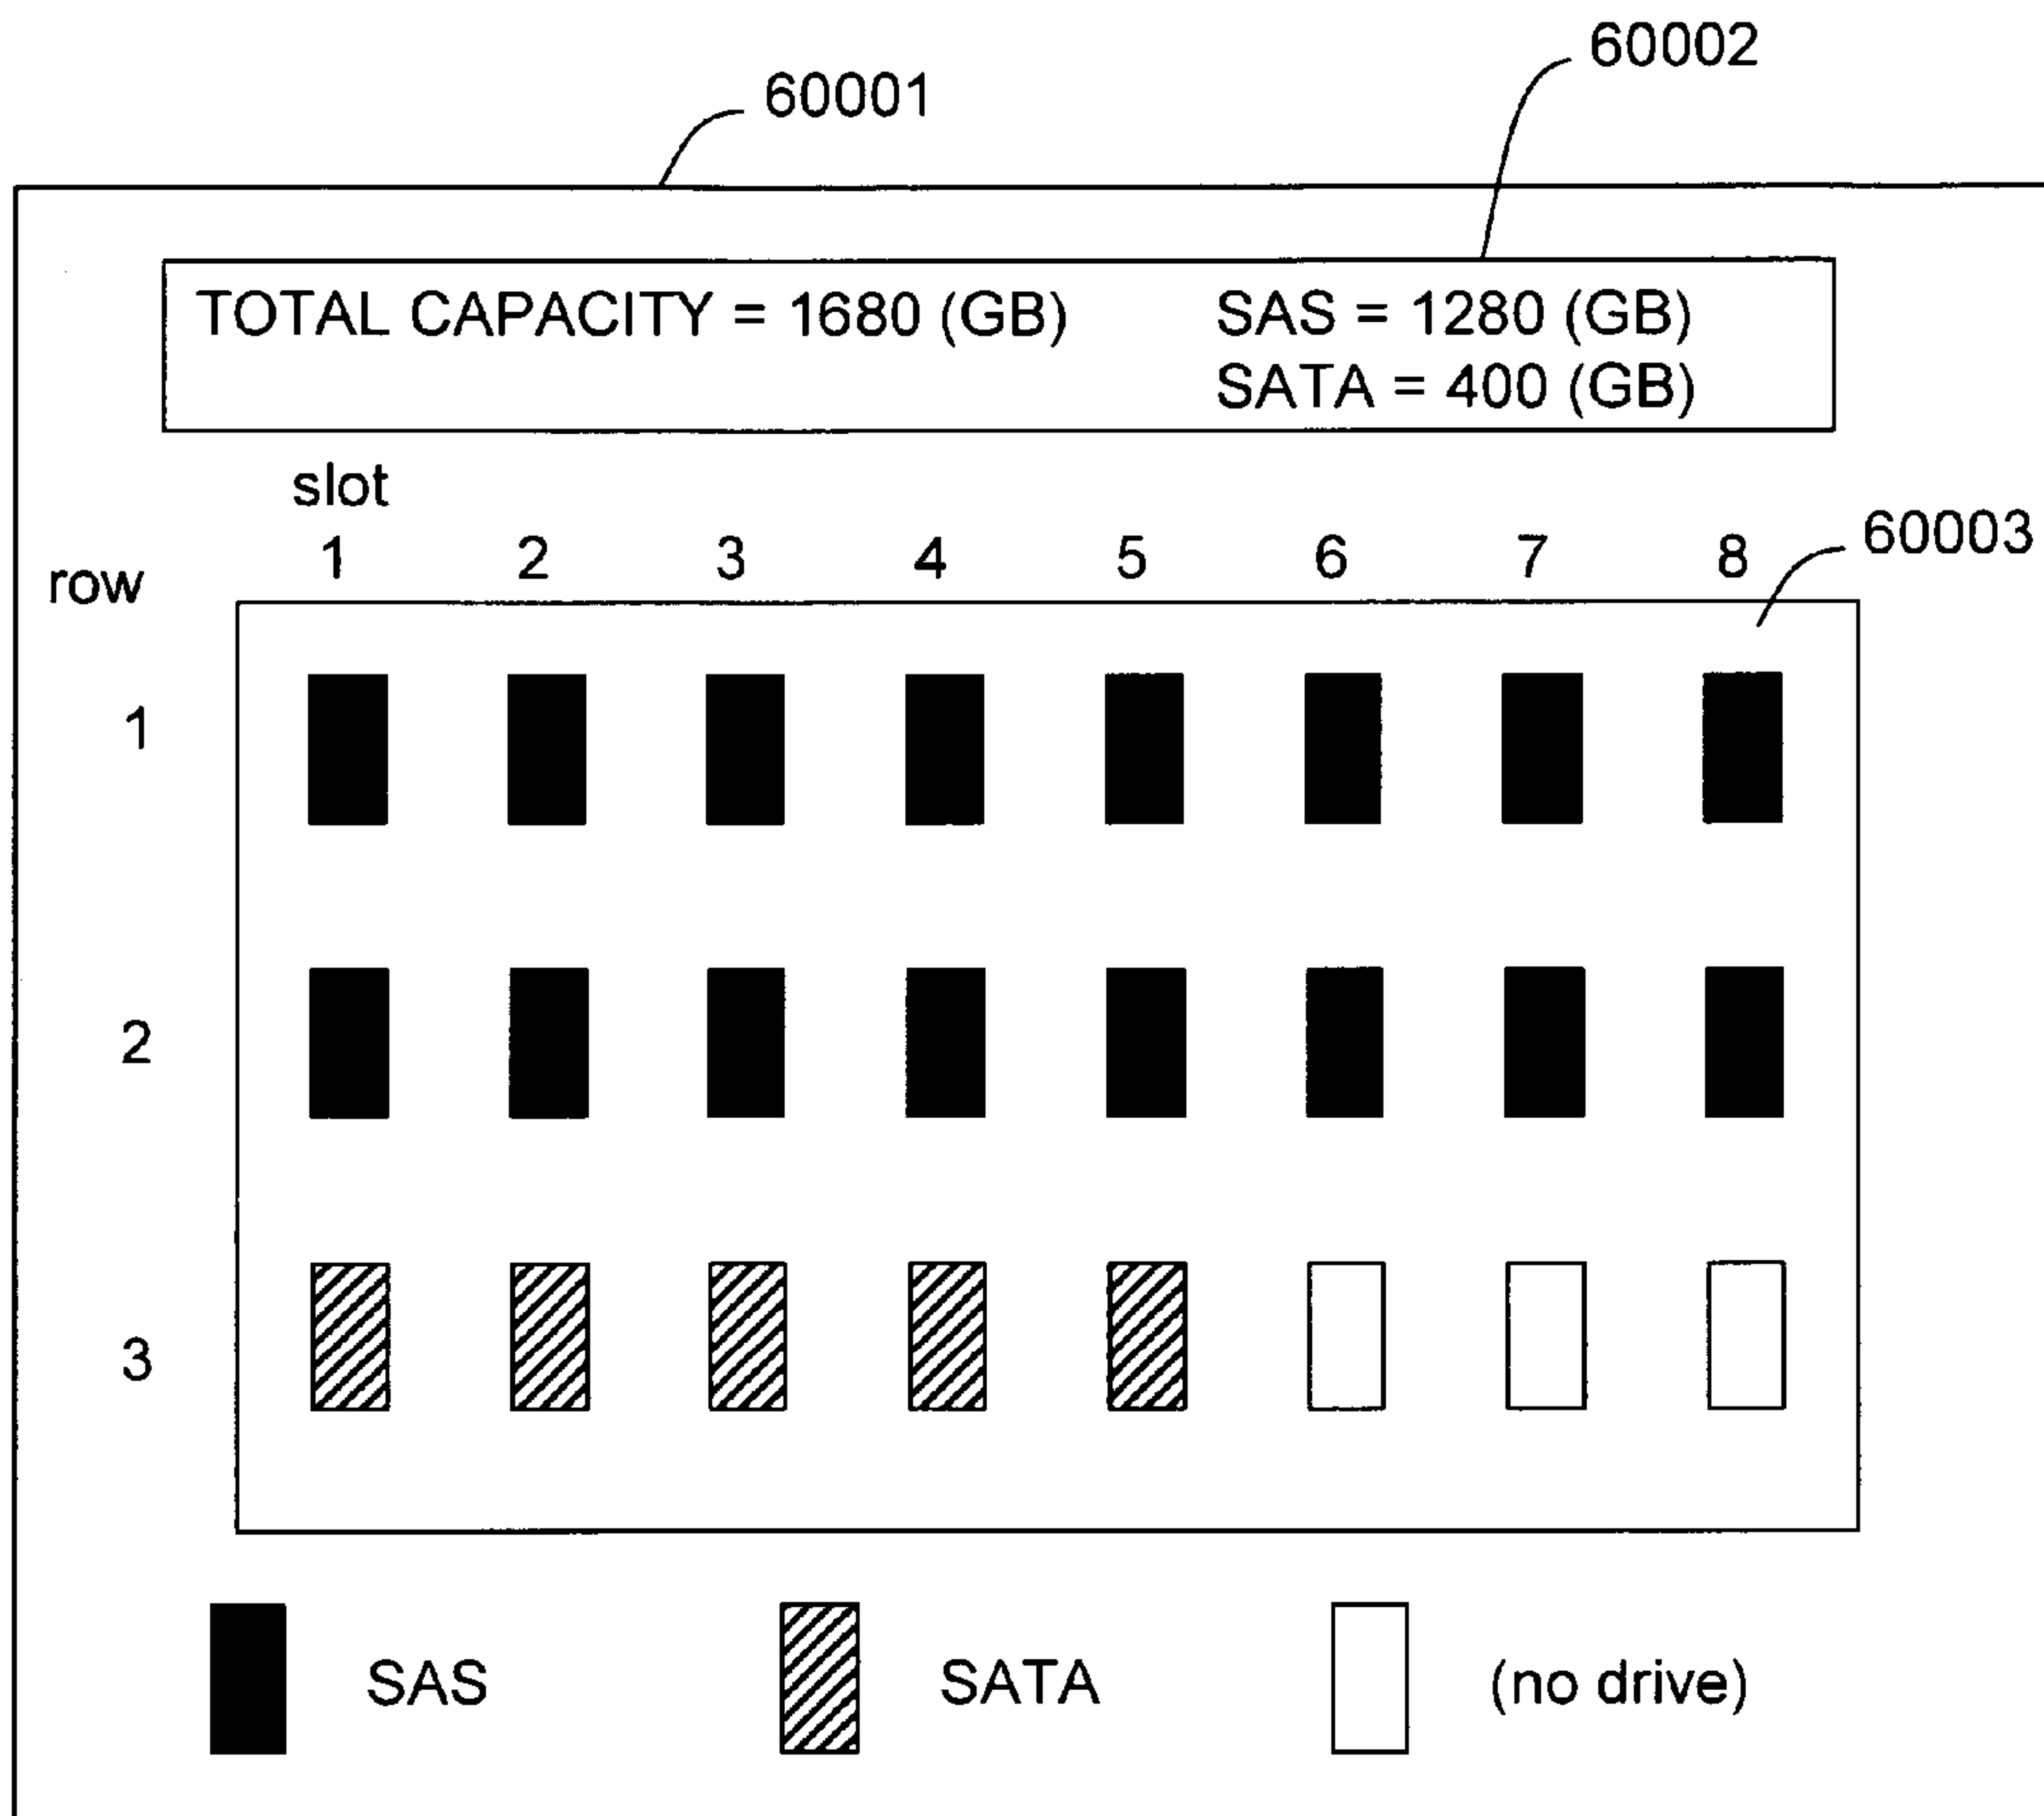 60002
60001
TOTAL CAPACITY = 1680 (GB) SAS = 1280 (GB)
SATA = 400 (GB)
slot
60003
1 2 3 4 5 6 7 8
row
1
2
3
SAS SATA (no drive)